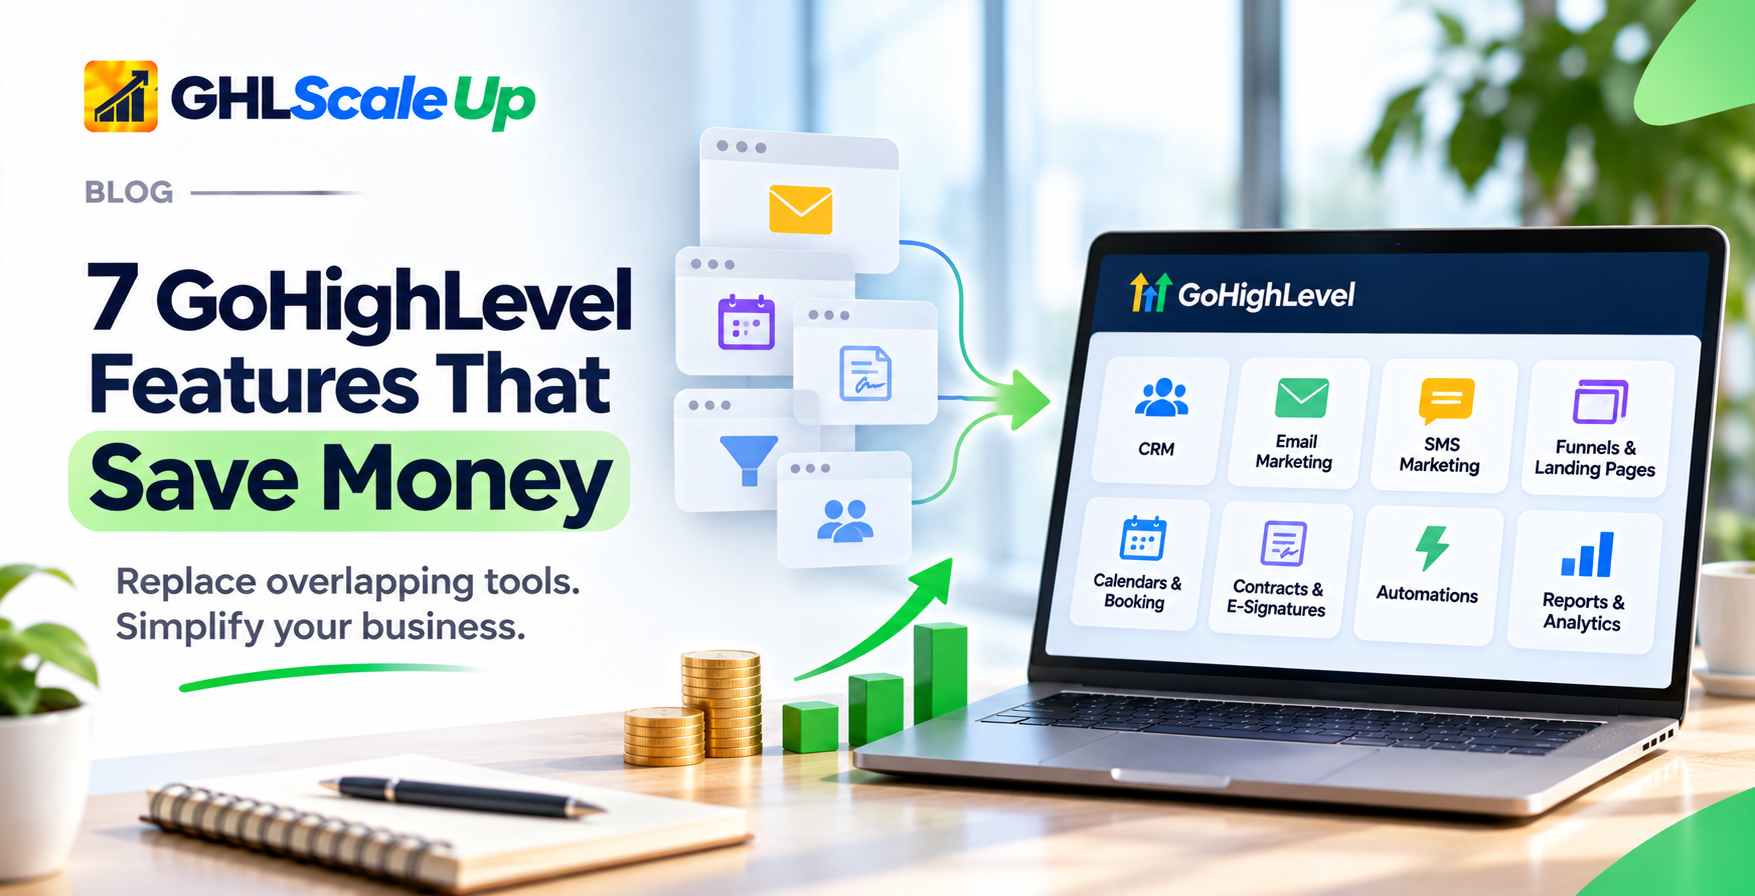 GHLScaleUp
BLOG
7 GoHighLevel
Features That
Save Money
Replace overlapping tools.
Simplify your business.
GoHighLevel
CRM
Email
Marketing
SMS
Marketing
Funnels &
Landing Pages
Calendars &
Booking
Contracts &
E-Signatures
Automations
Reports &
Analytics